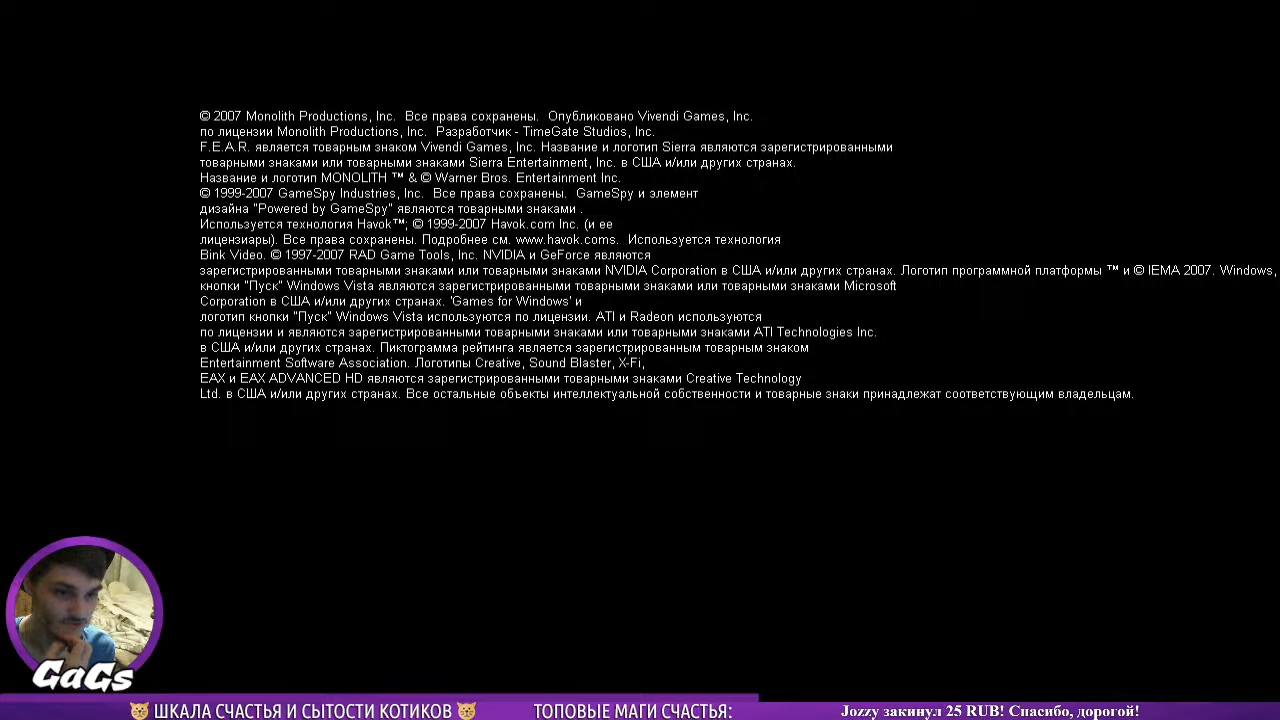 © 2007 Monolith Productions, Inc. Все права сохранены. Опубликовано Vivendi Games, Inc.
по лицензии Monolith Productions, Inc. Разработчик - TimeGate Studios, Inc.
F.E.A.R. является товарным знаком Vivendi Games, Inc. Название и логотип Sierra являются зарегистрированными
товарными знаками или товарными знаками Sierra Entertainment, Inc. в США и/или других странах.
Название и логотип MONOLITH ™ & © Warner Bros. Entertainment Inc.
© 1999-2007 GameSpy Industries, Inc. Все права сохранены. GameSpy и элемент
дизайна "Powered by GameSpy" являются товарными знаками .
Используется технология Havok™; © 1999-2007 Havok.com Inc. (и ее
лицензиары). Все права сохранены. Подробнее см. www.havok.coms. Используется технология
Bink Video. © 1997-2007 RAD Game Tools, Inc. NVIDIA и GeForce являются
зарегистрированными товарными знаками или товарными знаками NVIDIA Corporation в США и/или других странах. Логотип программной платформы ™ и © IEMA 2007. Windows,
кнопки "Пуск" Windows Vista являются зарегистрированными товарными знаками или товарными знаками Microsoft
Corporation в США и/или других странах. 'Games for Windows' и
логотип кнопки "Пуск" Windows Vista используются по лицензии. ATI и Radeon используются
по лицензии и являются зарегистрированными товарными знаками или товарными знаками ATI Technologies Inc.
в США и/или других странах. Пиктограмма рейтинга является зарегистрированным товарным знаком
Entertainment Software Association. Логотипы Creative, Sound Blaster, X-Fi,
EAX и EAX ADVANCED HD являются зарегистрированными товарными знаками Creative Technology
Ltd. в США и/или других странах. Все остальные объекты интеллектуальной собственности и товарные знаки принадлежат соответствующим владельцам.
GaGs
ШКАЛА СЧАСТЬЯ И СЫТОСТИ КОТИКОВ ТОПОВЫЕ МАГИ СЧАСТЬЯ: Jozzy закинул 25 RUB! Спасибо, дорогой!